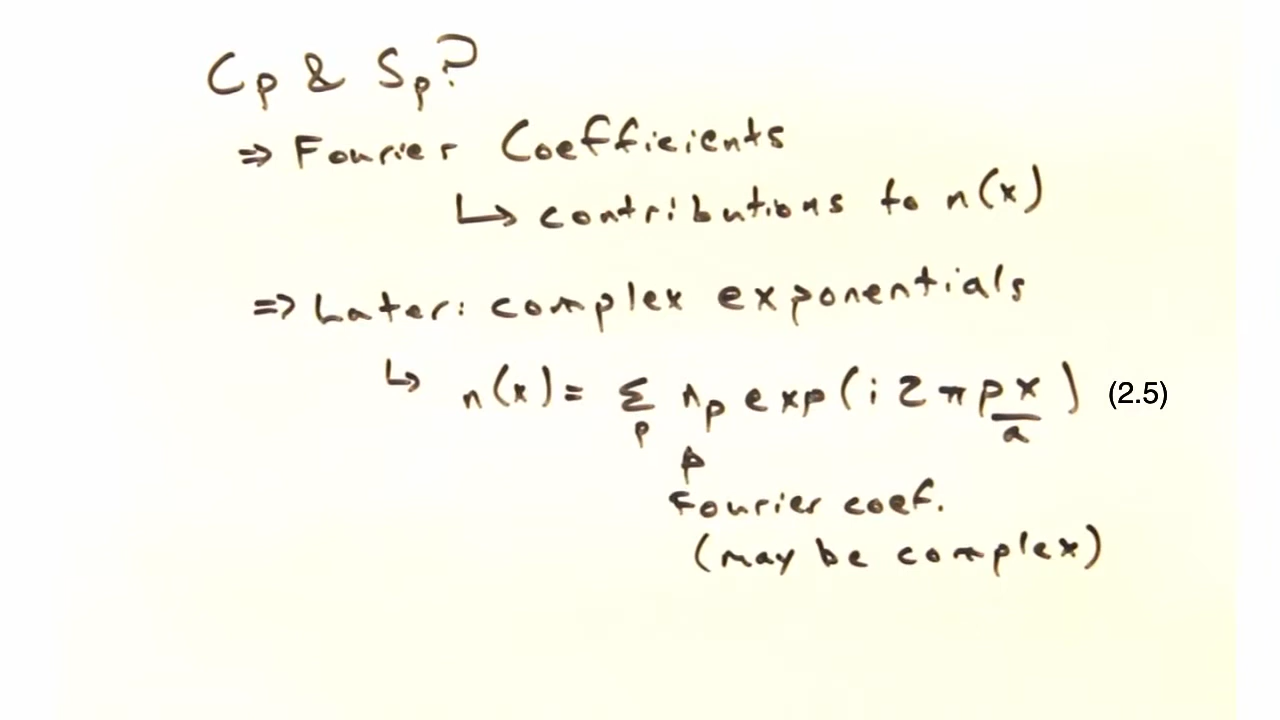 Cp & Sp?
⇒ Fourier Coefficients
↳ contributions to n(x)
⇒ Later: complex exponentials
↳ n(x) = Σ_p n_p exp(i 2π px/a) (2.5)
↑
Fourier coef.
(may be complex)